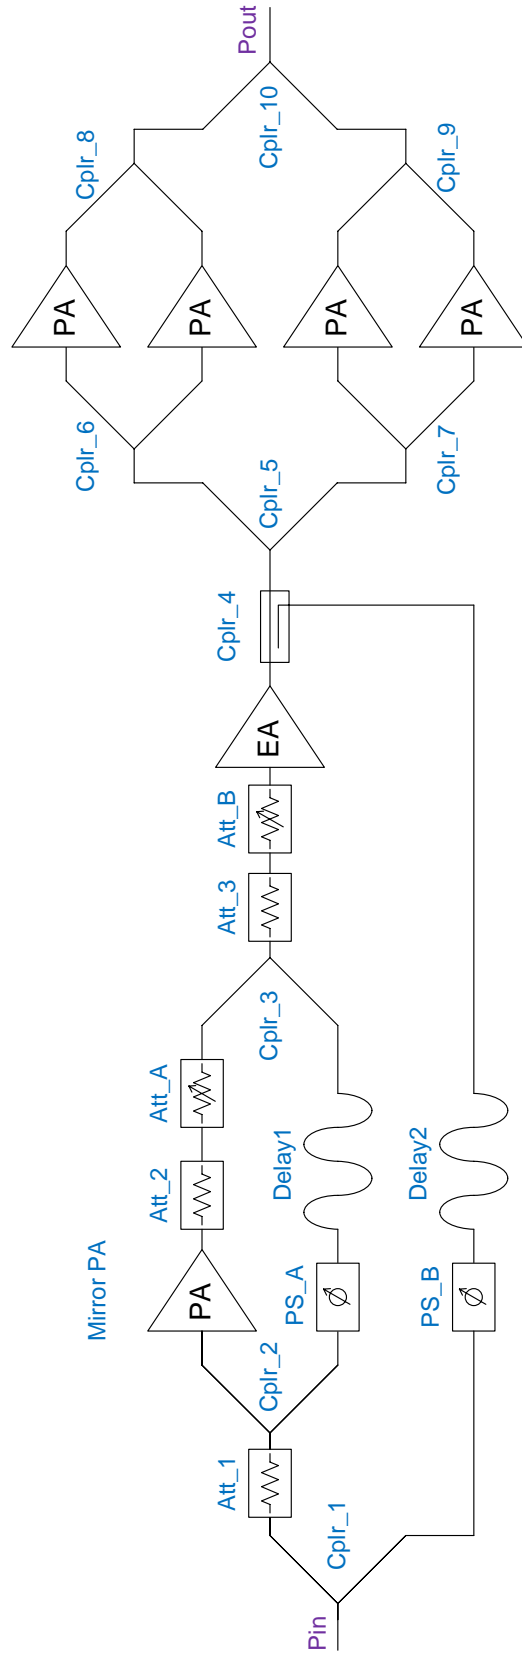 Pin
Cplr_1
Att_1
Cplr_2
Mirror PA
PA
Att_2
Att_A
PS_A
Delay1
Cplr_3
Att_3
Att_B
EA
Cplr_4
PS_B
Delay2
Cplr_5
Cplr_6
Cplr_7
PA
PA
PA
PA
Cplr_8
Cplr_9
Cplr_10
Pout